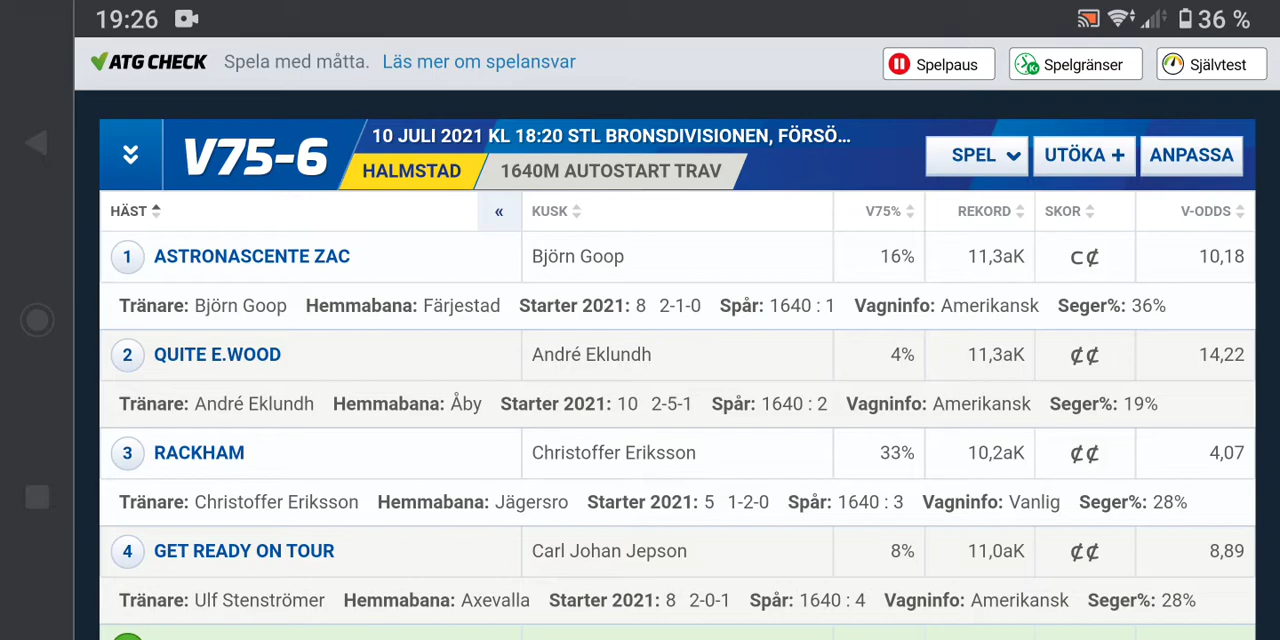 19:26 36 %
ATG CHECK Spela med måtta. Läs mer om spelansvar Spelpaus Kr Spelgränser Självtest
V75-6 10 JULI 2021 KL 18:20 STL BRONSDIVISIONEN, FÖRSÖ... SPEL UTÖKA + ANPASSA
HALMSTAD 1640M AUTOSTART TRAV
HÄST « KUSK V75% REKORD SKOR V-ODDS
1 ASTRONASCENTE ZAC Björn Goop 16% 11,3aK C₵ 10,18
Tränare: Björn Goop Hemmabana: Färjestad Starter 2021: 8 2-1-0 Spår: 1640 : 1 Vagninfo: Amerikansk Seger%: 36%
2 QUITE E.WOOD André Eklundh 4% 11,3aK ₵₵ 14,22
Tränare: André Eklundh Hemmabana: Åby Starter 2021: 10 2-5-1 Spår: 1640 : 2 Vagninfo: Amerikansk Seger%: 19%
3 RACKHAM Christoffer Eriksson 33% 10,2aK ₵₵ 4,07
Tränare: Christoffer Eriksson Hemmabana: Jägersro Starter 2021: 5 1-2-0 Spår: 1640 : 3 Vagninfo: Vanlig Seger%: 28%
4 GET READY ON TOUR Carl Johan Jepson 8% 11,0aK ₵₵ 8,89
Tränare: Ulf Stenströmer Hemmabana: Axevalla Starter 2021: 8 2-0-1 Spår: 1640 : 4 Vagninfo: Amerikansk Seger%: 28%